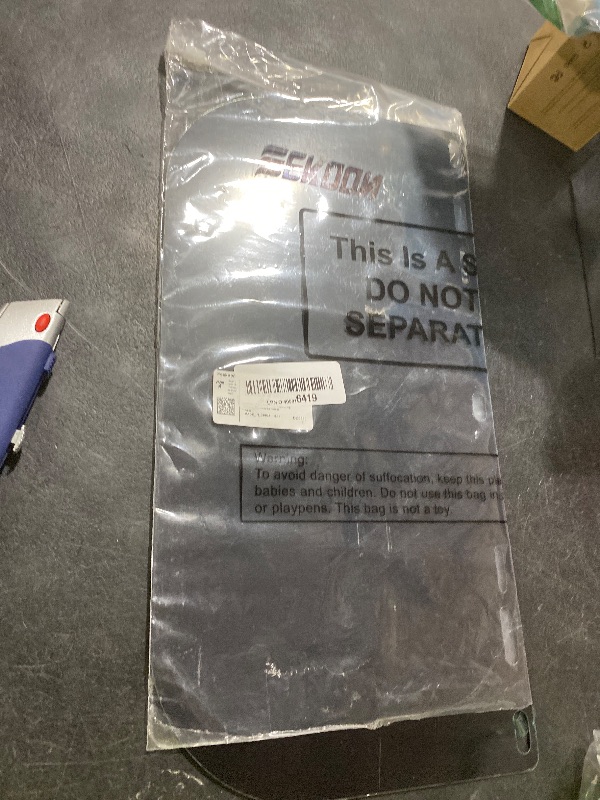 This Is A S
DO NOT
SEPARAT
6419
Warning:
To avoid danger of suffocation, keep this pa
babies and children. Do not use this bag in
or playpens. This bag is not a toy.